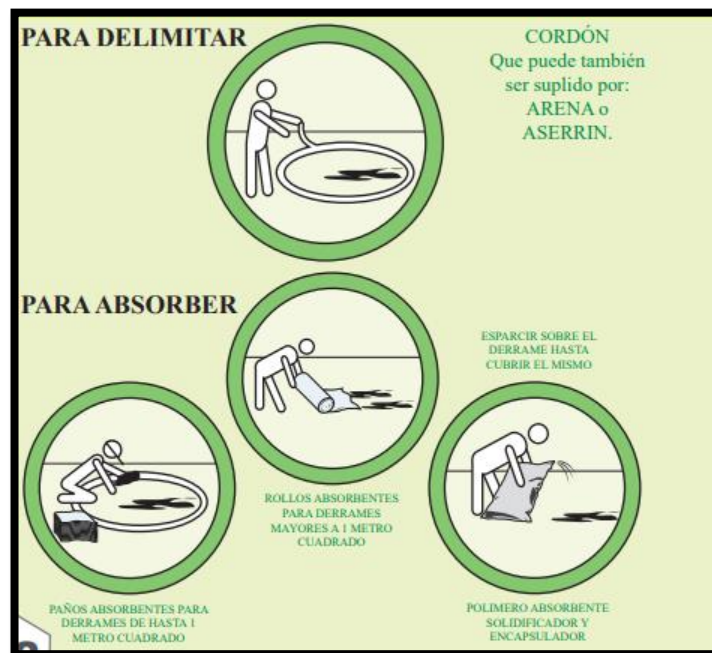 PARA DELIMITAR
CORDÓN
Que puede también
ser suplido por:
ARENA o
ASERRIN.
PARA ABSORBER
ESPARCIR SOBRE EL
DERRAME HASTA
CUBRIR EL MISMO
ROLLOS ABSORBENTES
PARA DERRAMES
MAYORES A 1 METRO
CUADRADO
PAÑOS ABSORBENTES PARA
DERRAMES DE HASTA 1
METRO CUADRADO
POLIMERO ABSORBENTE
SOLIDIFICADOR Y
ENCAPSULADOR